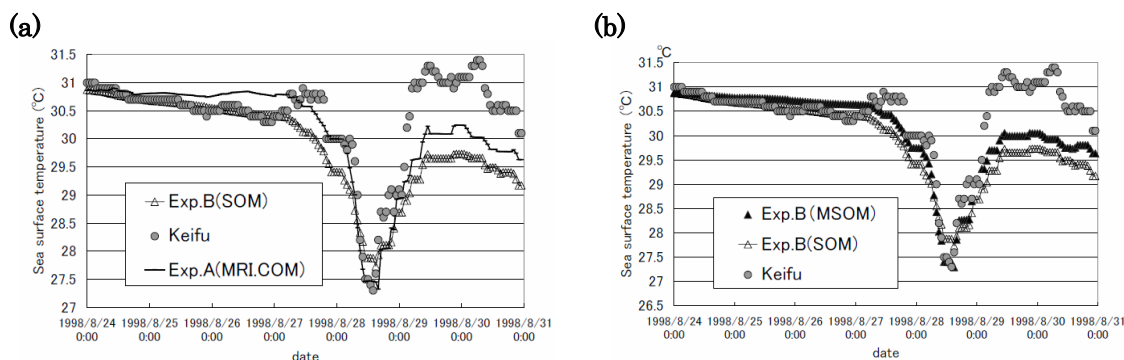 (a)
Sea surface temperature (℃)
31.5
31
30.5
30
29.5
29
28.5
28
27.5
27
Exp.B(SOM)
Keifu
Exp.A(MRI.COM)
1998/8/24 1998/8/25 1998/8/26 1998/8/27 1998/8/28 1998/8/29 1998/8/30 1998/8/31
0:00 0:00 0:00 0:00 0:00 0:00 0:00 0:00
date
(b)
℃
Sea surface temperature (℃)
31.5
31
30.5
30
29.5
29
28.5
28
27.5
27
26.5
Exp.B(MSOM)
Exp.B(SOM)
Keifu
1998/8/24 1998/8/25 1998/8/26 1998/8/27 1998/8/28 1998/8/29 1998/8/30 1998/8/31
0:00 0:00 0:00 0:00 0:00 0:00 0:00 0:00
date